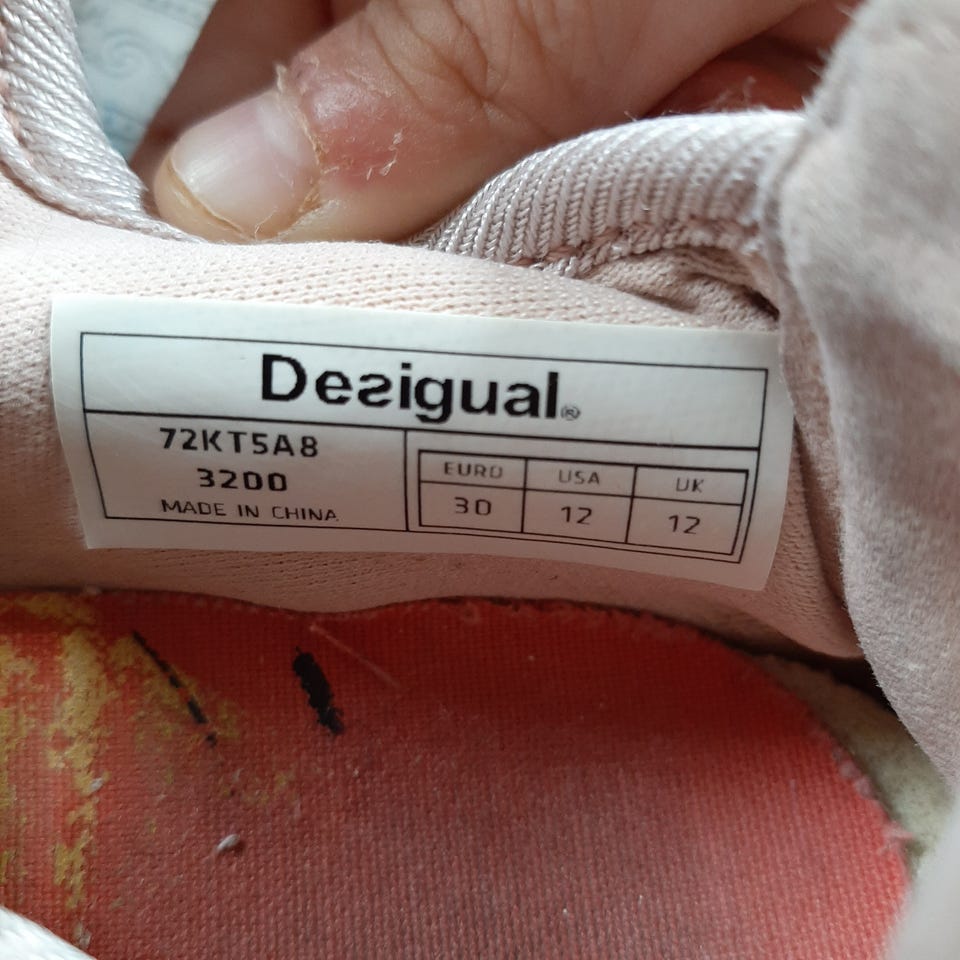 Desigual®
72KT5A8
3200
MADE IN CHINA
EURO USA UK
30 12 12